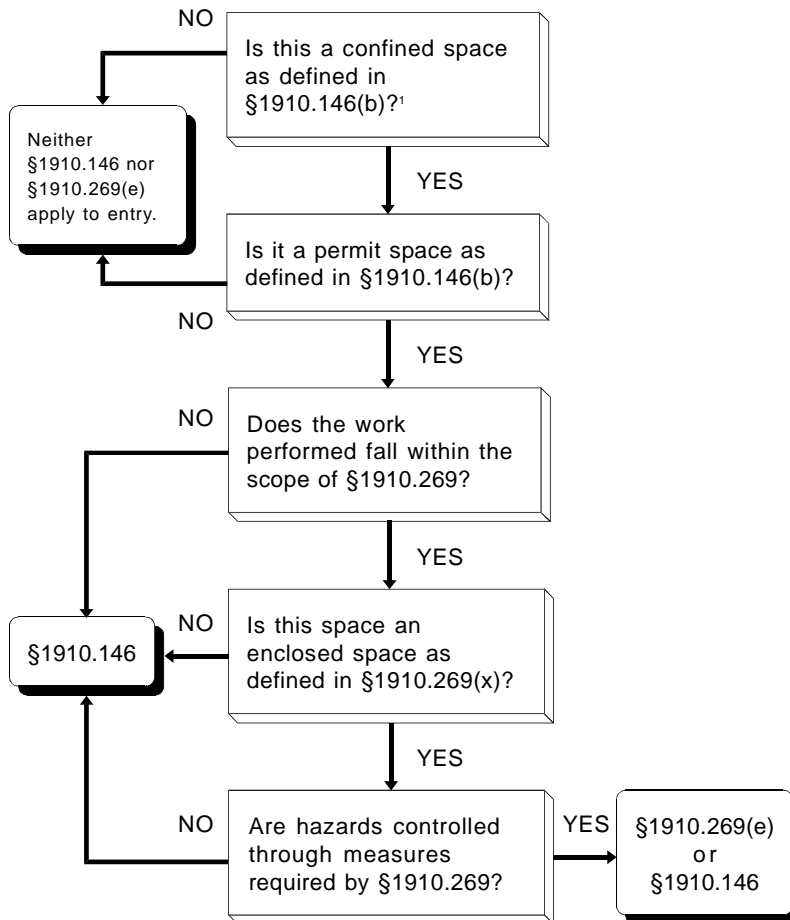 NO
Is this a confined space
as defined in
§1910.146(b)?¹
Neither
§1910.146 nor
§1910.269(e)
apply to entry.
YES
Is it a permit space as
defined in §1910.146(b)?
NO
YES
NO
Does the work
performed fall within the
scope of §1910.269?
YES
§1910.146
NO
Is this space an
enclosed space as
defined in §1910.269(x)?
YES
NO
Are hazards controlled
through measures
required by §1910.269?
YES
§1910.269(e)
or
§1910.146